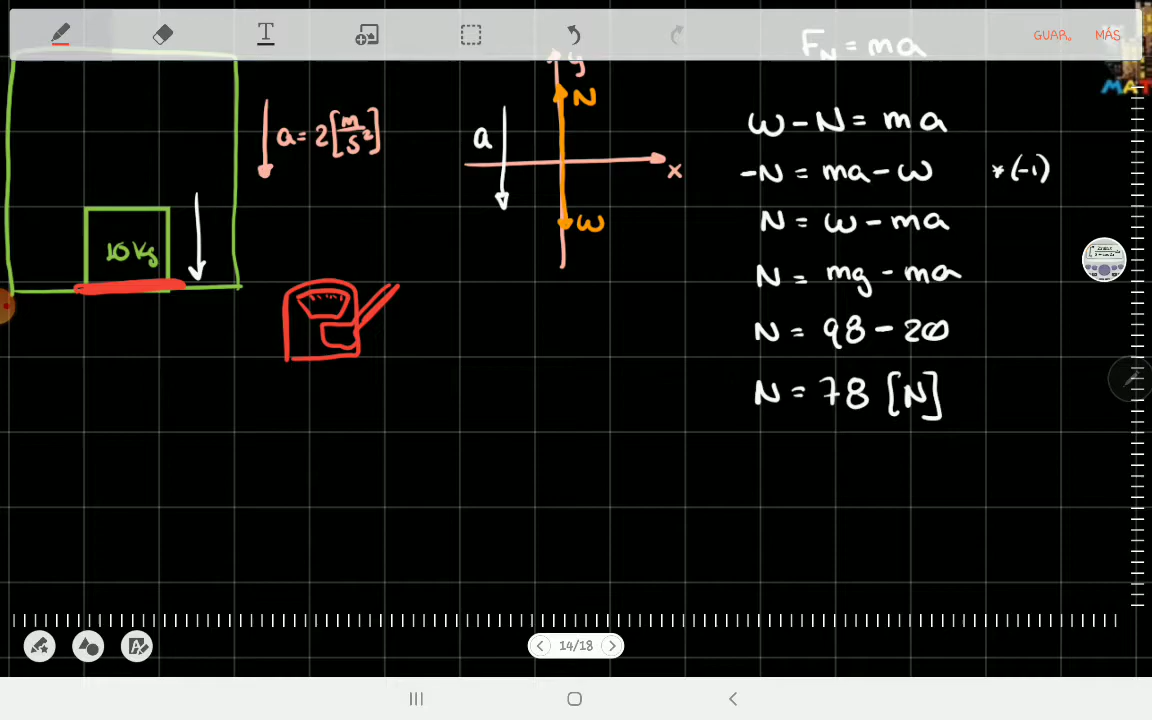 T
GUAR.
MÁS
MAT
F_N = ma
a = 2 [m/s²]
10 Kg
y
N
a
x
w
w - N = ma
-N = ma - w * (-1)
N = w - ma
N = mg - ma
N = 98 - 20
N = 78 [N]
14/18